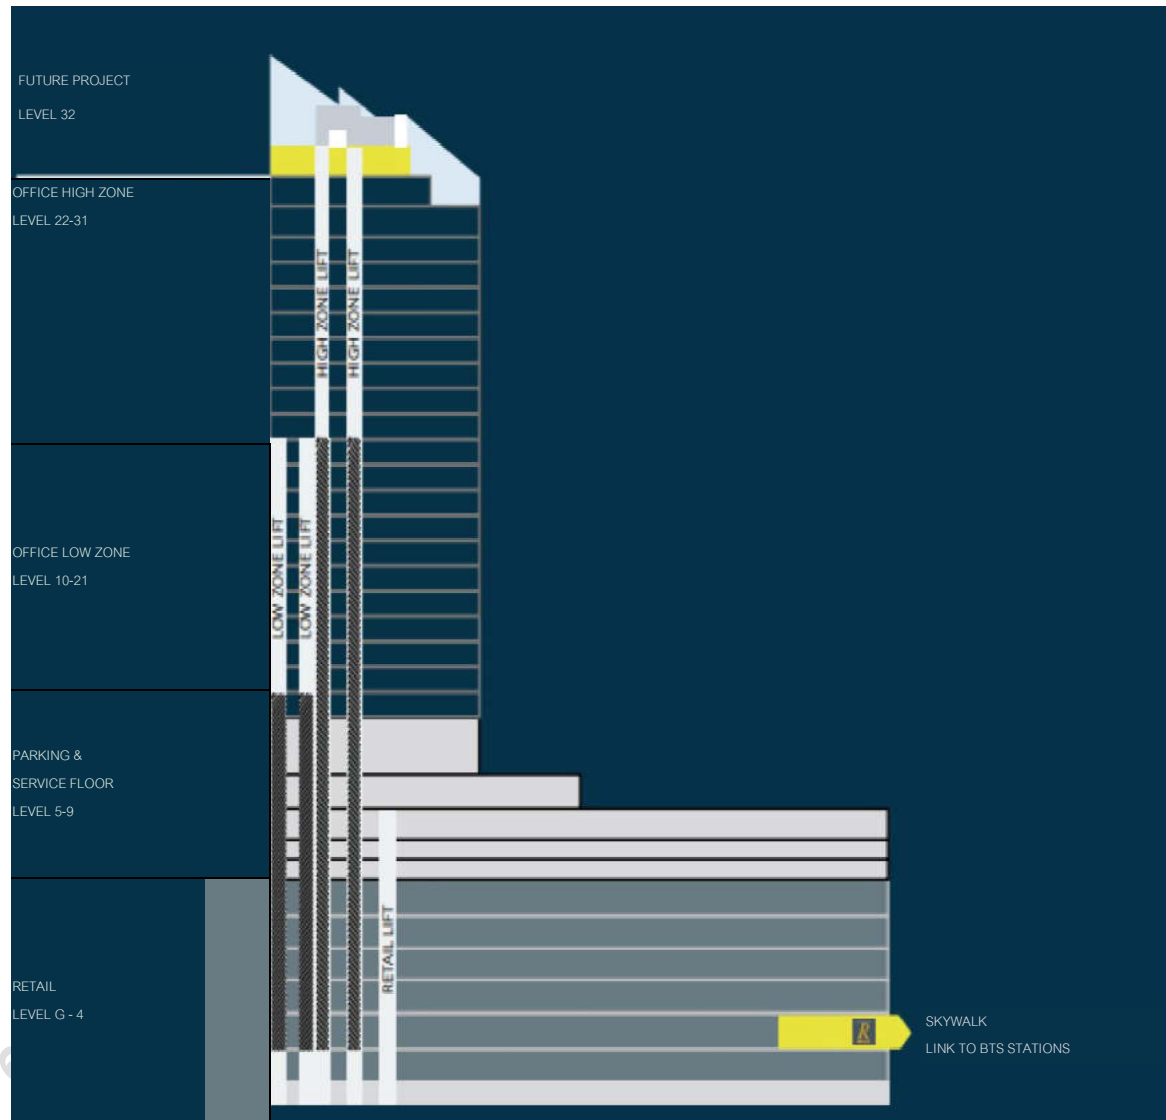 FUTURE PROJECT
LEVEL 32
OFFICE HIGH ZONE
LEVEL 22-31
HIGH ZONE LIFT
HIGH ZONE LIFT
OFFICE LOW ZONE
LEVEL 10-21
LOW ZONE LIFT
LOW ZONE LIFT
PARKING &
SERVICE FLOOR
LEVEL 5-9
RETAIL
LEVEL G - 4
RETAIL LIFT
R
SKYWALK
LINK TO BTS STATIONS